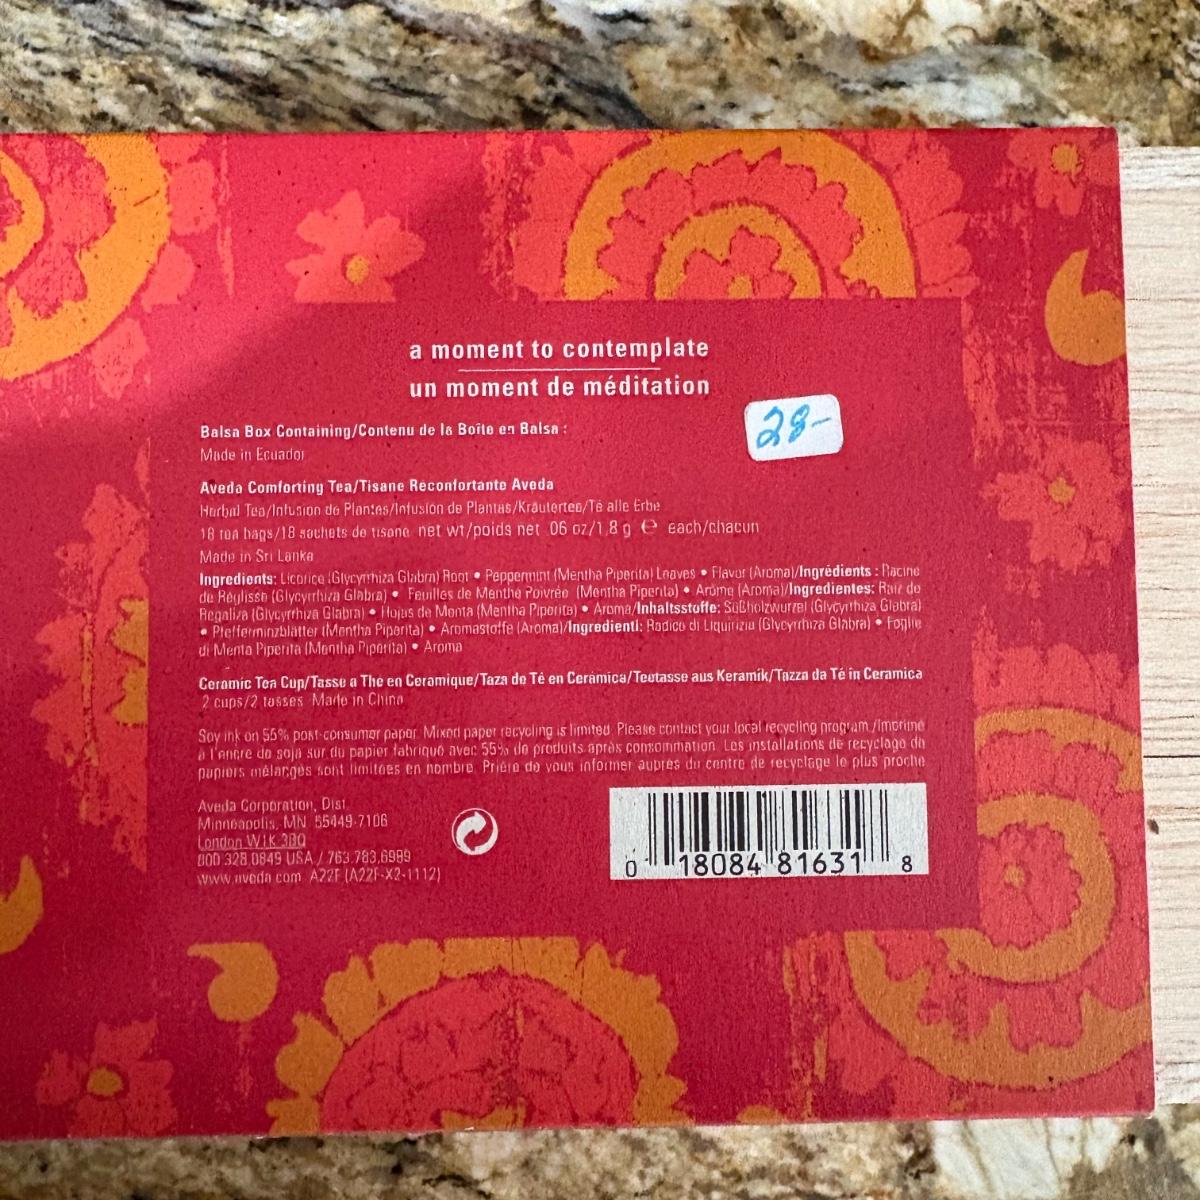 a moment to contemplate
un moment de méditation
28-
Balsa Box Containing/Contenu de la Boîte en Balsa :
Made in Ecuador
Aveda Comforting Tea/Tisane Réconfortante Aveda
Herbal Tea/Infusion de Plantes/Infusion de Plantas/Kräutertee/Tè alle Erbe
18 tea bags/18 sachets de tisane net wt/poids net .06 oz/1,8 g ℮ each/chacun
Made in Sri Lanka
Ingredients: Licorice (Glycyrrhiza Glabra) Root • Peppermint (Mentha Piperita) Leaves • Flavor (Aroma)/Ingrédients : Racine
de Réglisse (Glycyrrhiza Glabra) • Feuilles de Menthe Poivrée (Mentha Piperita) • Arôme (Aroma)/Ingredientes: Raiz de
Regaliza (Glycyrrhiza Glabra) • Hojas de Menta (Mentha Piperita) • Aroma/Inhaltsstoffe: Süßholzwurzel (Glycyrrhiza Glabra)
• Pfefferminzblätter (Mentha Piperita) • Aromastoffe (Aroma)/Ingredienti: Radice di Liquirizia (Glycyrrhiza Glabra) • Foglie
di Menta Piperita (Mentha Piperita) • Aroma
Ceramic Tea Cup/Tasse à Thé en Céramique/Taza de Té en Cerámica/Teetasse aus Keramik/Tazza da Tè in Ceramica
2 cups/2 tasses Made in China
Soy ink on 55% post-consumer paper. Mixed paper recycling is limited. Please contact your local recycling program./Imprimé
à l'encre de soja sur du papier fabriqué avec 55% de produits après consommation. Les installations de recyclage de
papiers mélangés sont limitées en nombre. Prière de vous informer auprès du centre de recyclage le plus proche
Aveda Corporation, Dist.
Minneapolis, MN 55449-7106
London W1K 3BQ
800.328.0849 USA / 763.783.6999
www.aveda.com A22F (A22F-X2-1112)
0 18084 81631 8